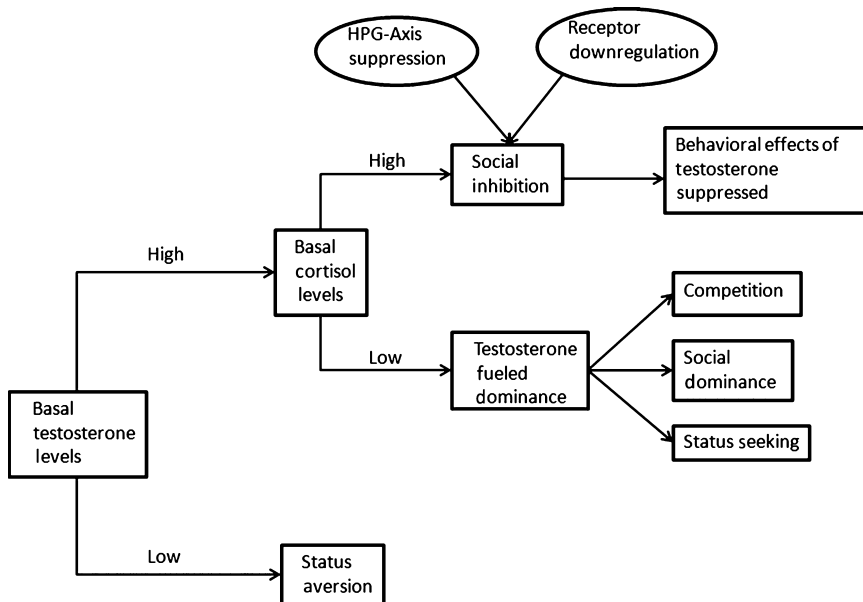 HPG-Axis
suppression
Receptor
downregulation
High
Social
inhibition
Behavioral effects of
testosterone
suppressed
High
Basal
cortisol
levels
Competition
Low
Testosterone
fueled
dominance
Social
dominance
Basal
testosterone
levels
Status seeking
Low
Status
aversion